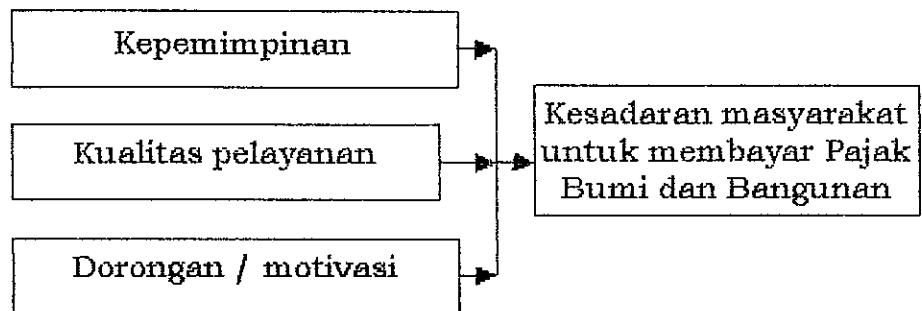 Kepemimpinan
Kualitas pelayanan
Dorongan / motivasi
Kesadaran masyarakat
untuk membayar Pajak
Bumi dan Bangunan